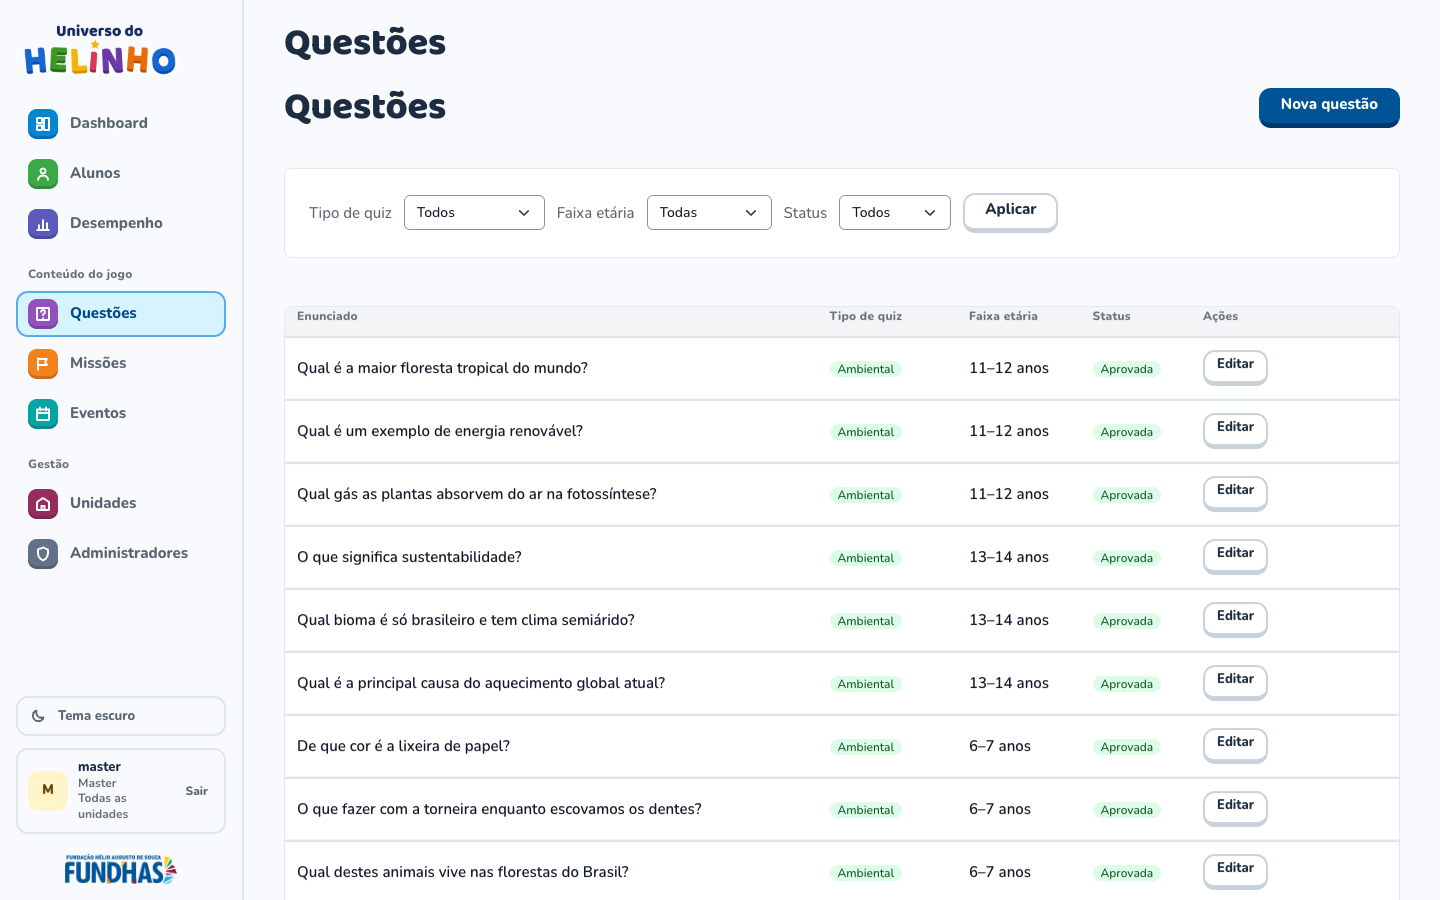 Universo do
HELINHO
Dashboard
Alunos
Desempenho
Conteúdo do jogo
Questões
Missões
Eventos
Gestão
Unidades
Administradores
Tema escuro
M
master
Master
Todas as
unidades
Sair
FUNDAÇÃO HÉLIO AUGUSTO DE SOUZA
FUNDHAS
Questões
Questões
Nova questão
Tipo de quiz Todos Faixa etária Todas Status Todos Aplicar
Enunciado Tipo de quiz Faixa etária Status Ações
Qual é a maior floresta tropical do mundo? Ambiental 11–12 anos Aprovada Editar
Qual é um exemplo de energia renovável? Ambiental 11–12 anos Aprovada Editar
Qual gás as plantas absorvem do ar na fotossíntese? Ambiental 11–12 anos Aprovada Editar
O que significa sustentabilidade? Ambiental 13–14 anos Aprovada Editar
Qual bioma é só brasileiro e tem clima semiárido? Ambiental 13–14 anos Aprovada Editar
Qual é a principal causa do aquecimento global atual? Ambiental 13–14 anos Aprovada Editar
De que cor é a lixeira de papel? Ambiental 6–7 anos Aprovada Editar
O que fazer com a torneira enquanto escovamos os dentes? Ambiental 6–7 anos Aprovada Editar
Qual destes animais vive nas florestas do Brasil? Ambiental 6–7 anos Aprovada Editar